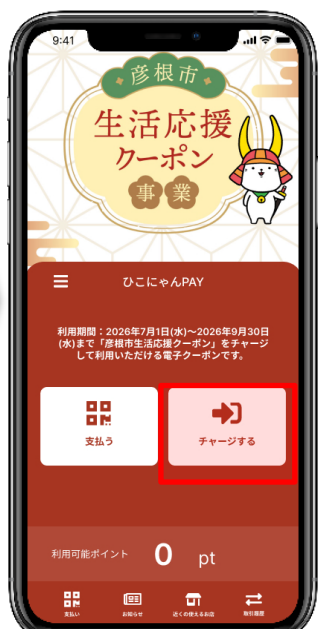 9:41
彦根市
生活応援
クーポン
事業
ひこにゃんPAY
利用期間：2026年7月1日(水)〜2026年9月30日
(水)まで「彦根市生活応援クーポン」をチャージ
して利用いただける電子クーポンです。
支払う
チャージする
利用可能ポイント 0 pt
支払い お知らせ 近くの使えるお店 取引履歴